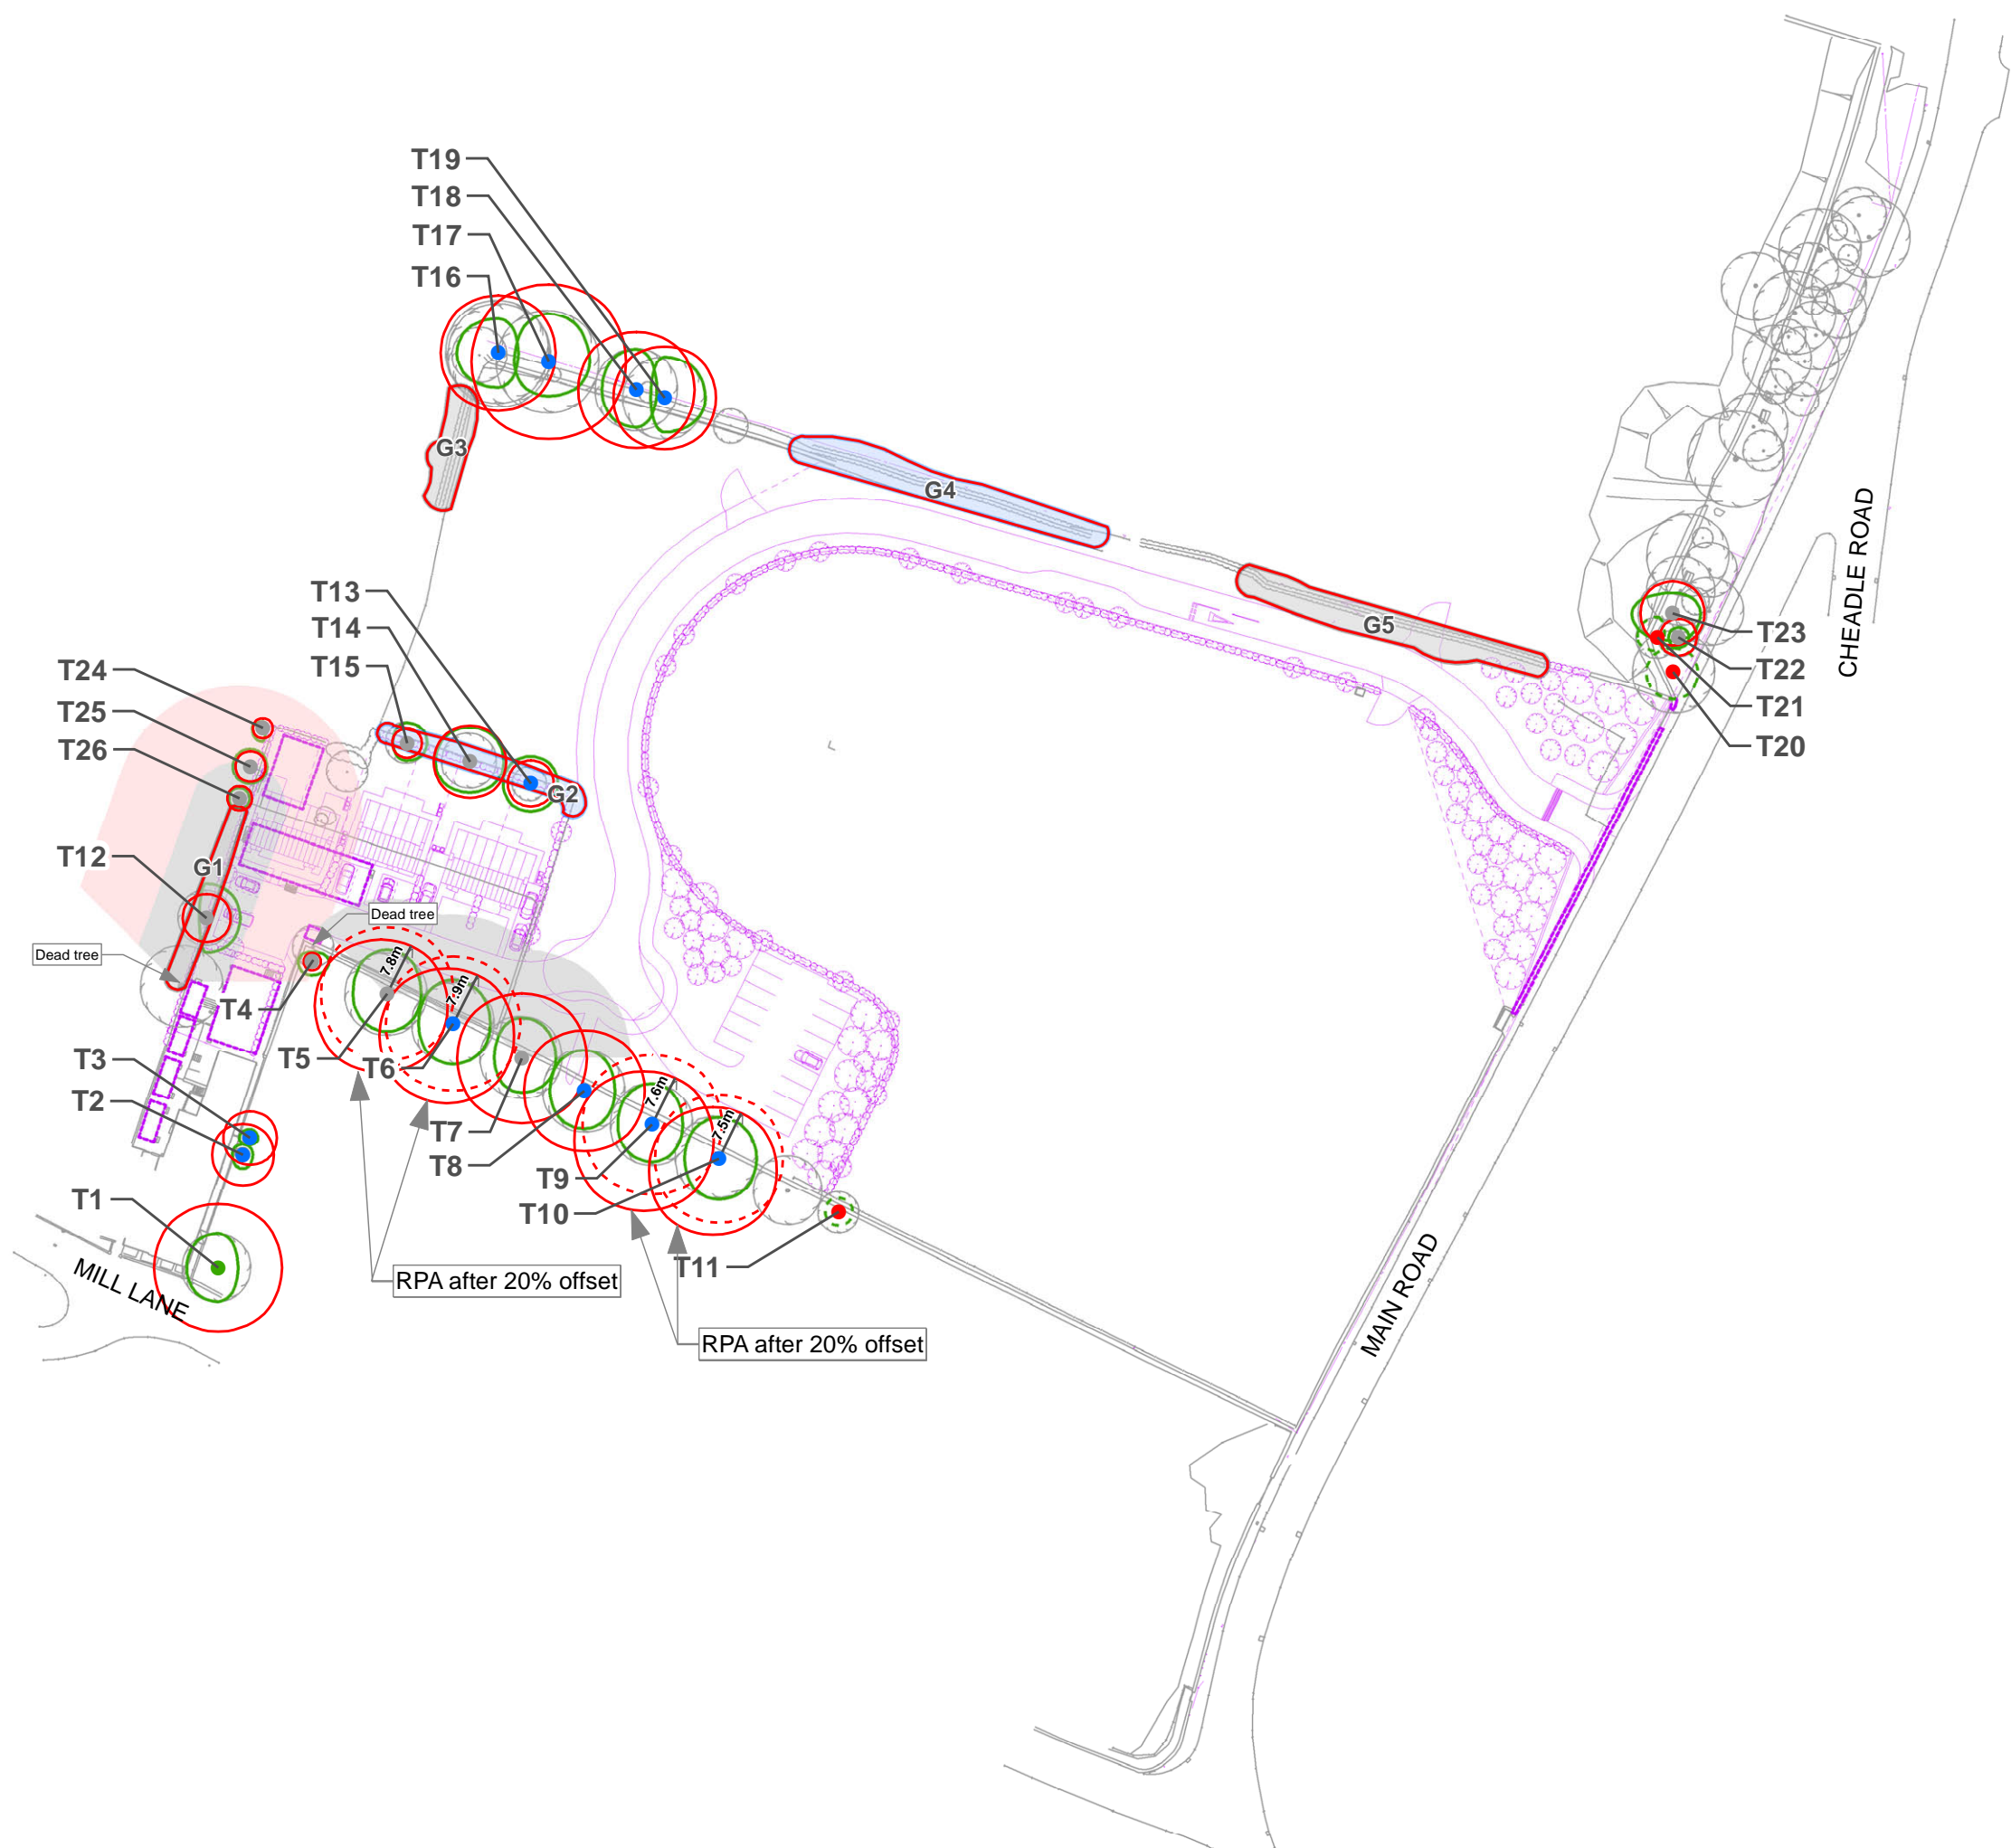 T19
T18
T17
T16
G3
G4
CHEADLE ROAD
T13
T14
T15
G5
T23
T22
T21
T20
T24
T25
T26
G2
T12
G1
Dead tree
Dead tree
7.8m
7.9m
T4
T5
T6
T3
T2
7.6m
7.5m
T7
T8
T9
T10
T1
T11
MILL LANE
RPA after 20% offset
RPA after 20% offset
MAIN ROAD